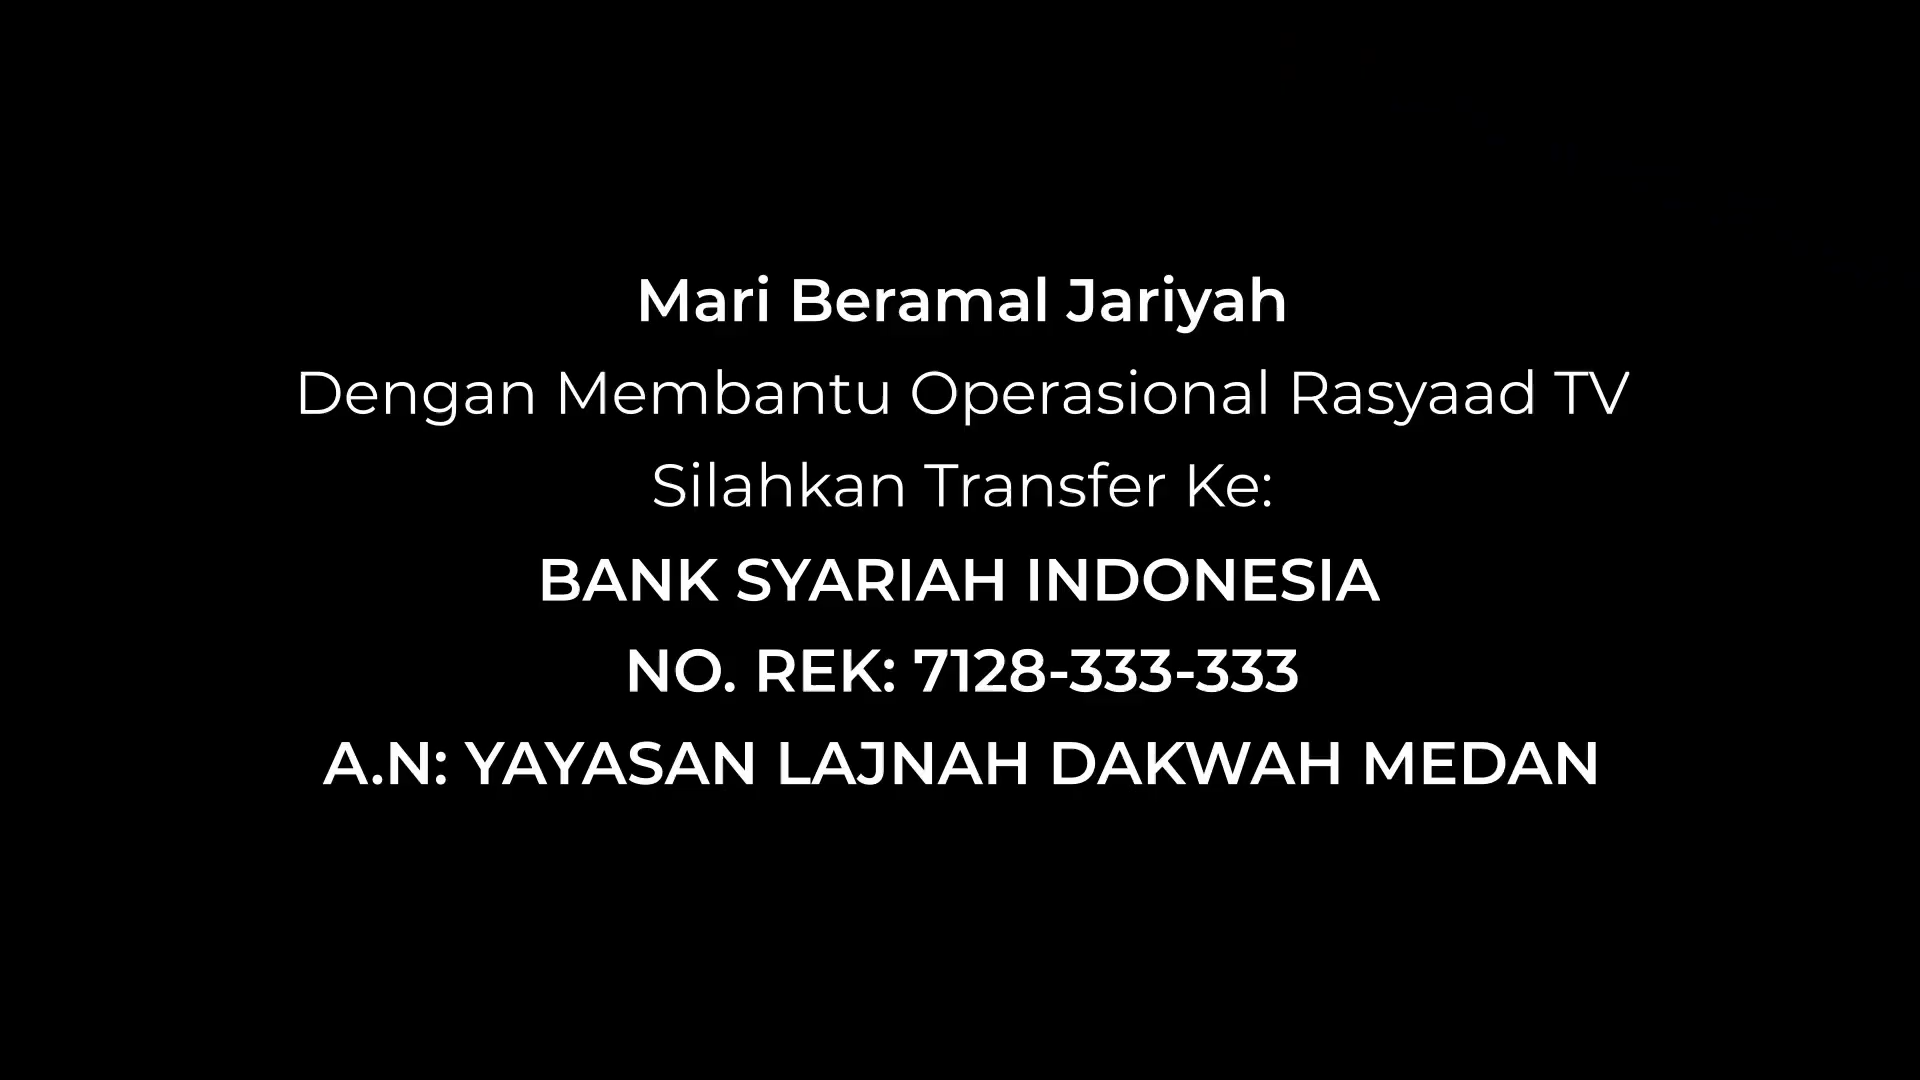 Mari Beramal Jariyah
Dengan Membantu Operasional Rasyaad TV
Silahkan Transfer Ke:
BANK SYARIAH INDONESIA
NO. REK: 7128-333-333
A.N: YAYASAN LAJNAH DAKWAH MEDAN